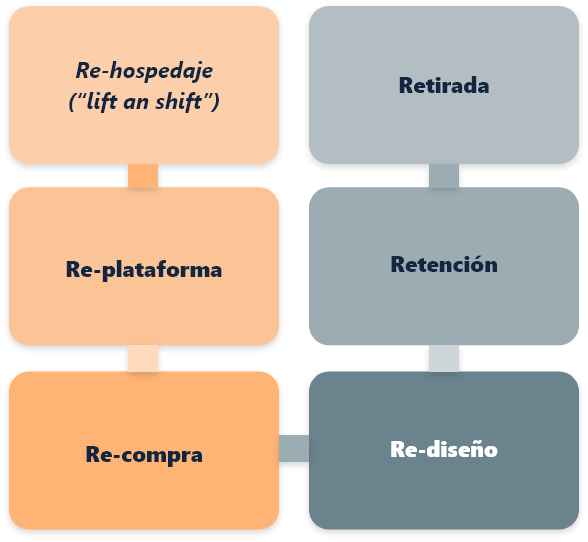 Re-hospedaje
(“lift an shift”)
Re-plataforma
Re-compra
Re-diseño
Retención
Retirada